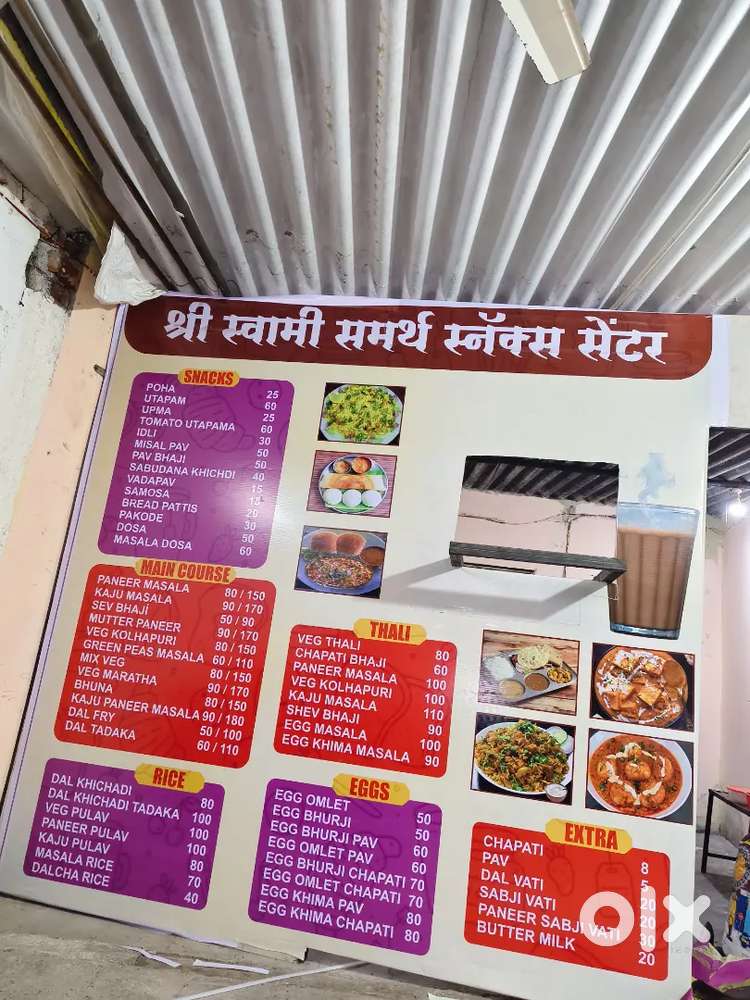 श्री स्वामी समर्थ स्नॅक्स सेंटर
SNACKS
POHA 25
UTAPAM 60
UPMA 25
TOMATO UTAPAMA 60
IDLI 30
MISAL PAV 50
PAV BHAJI 50
SABUDANA KHICHDI 40
VADAPAV 15
SAMOSA 18
BREAD PATTIS 20
PAKODE 30
DOSA 50
MASALA DOSA 60
MAIN COURSE
PANEER MASALA 80 / 150
KAJU MASALA 90 / 170
SEV BHAJI 50 / 90
MUTTER PANEER 90 / 170
VEG KOLHAPURI 80 / 150
GREEN PEAS MASALA 60 / 110
MIX VEG 80 / 150
VEG MARATHA 90 / 170
BHUNA 80 / 150
KAJU PANEER MASALA 90 / 180
DAL FRY 50 / 100
DAL TADAKA 60 / 110
THALI
VEG THALI 80
CHAPATI BHAJI 60
PANEER MASALA 100
VEG KOLHAPURI 100
KAJU MASALA 110
SHEV BHAJI 90
EGG MASALA 100
EGG KHIMA MASALA 90
RICE
DAL KHICHADI 80
DAL KHICHADI TADAKA 100
VEG PULAV 100
PANEER PULAV 100
KAJU PULAV 80
MASALA RICE 70
DALCHA RICE 40
EGGS
EGG OMLET 50
EGG BHURJI 50
EGG BHURJI PAV 60
EGG OMLET PAV 60
EGG BHURJI CHAPATI 70
EGG OMLET CHAPATI 70
EGG KHIMA PAV 80
EGG KHIMA CHAPATI 80
EXTRA
CHAPATI 8
PAV 5
DAL VATI 20
SABJI VATI 20
PANEER SABJI VATI 30
BUTTER MILK 20
olx